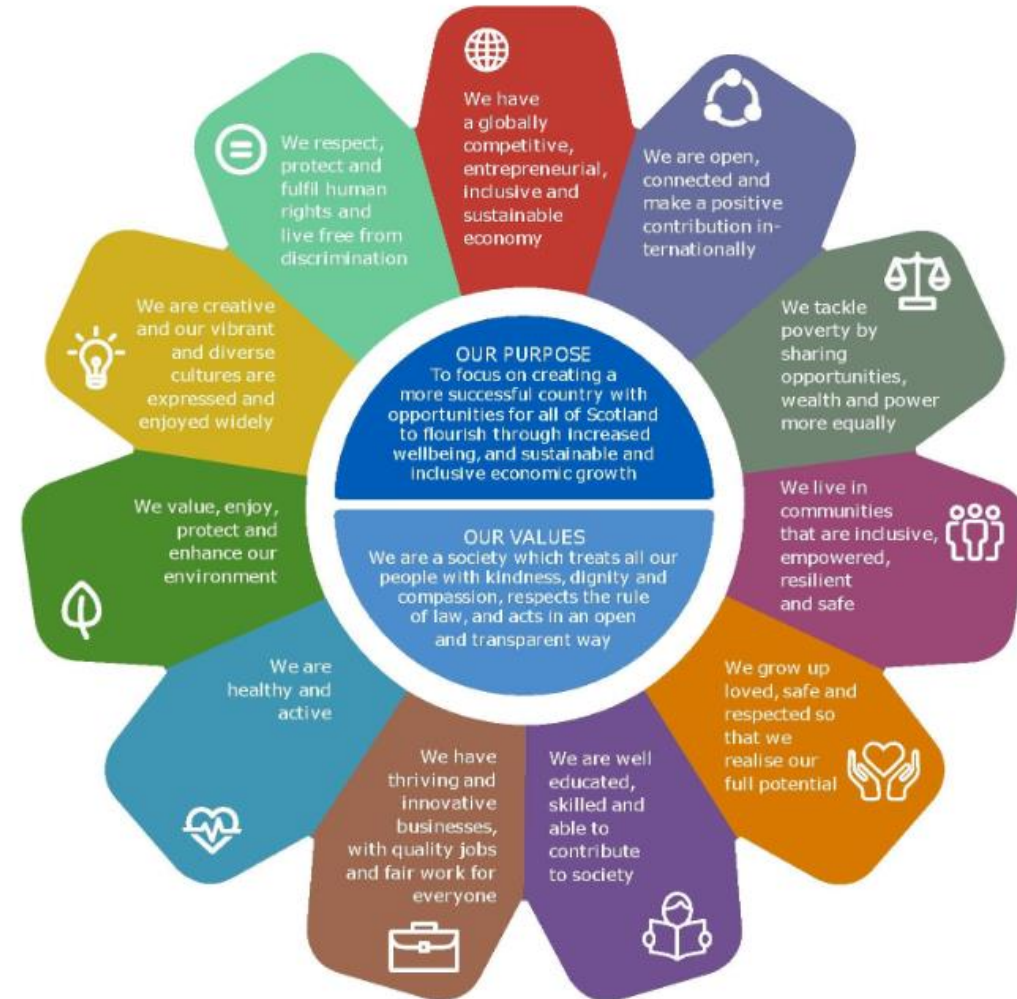 We have
a globally
competitive,
entrepreneurial,
inclusive and
sustainable
economy
We are open,
connected and
make a positive
contribution in-
ternationally
We tackle
poverty by
sharing
opportunities,
wealth and power
more equally
We live in
communities
that are inclusive,
empowered,
resilient
and safe
We grow up
loved, safe and
respected so
that we
realise our
full potential
We are well
educated,
skilled and
able to
contribute
to society
We have
thriving and
innovative
businesses,
with quality jobs
and fair work for
everyone
We are
healthy and
active
We value, enjoy,
protect and
enhance our
environment
We are creative
and our vibrant
and diverse
cultures are
expressed and
enjoyed widely
We respect,
protect and
fulfil human
rights and
live free from
discrimination
OUR PURPOSE
To focus on creating a
more successful country with
opportunities for all of Scotland
to flourish through increased
wellbeing, and sustainable and
inclusive economic growth
OUR VALUES
We are a society which treats all our
people with kindness, dignity and
compassion, respects the rule
of law, and acts in an open
and transparent way